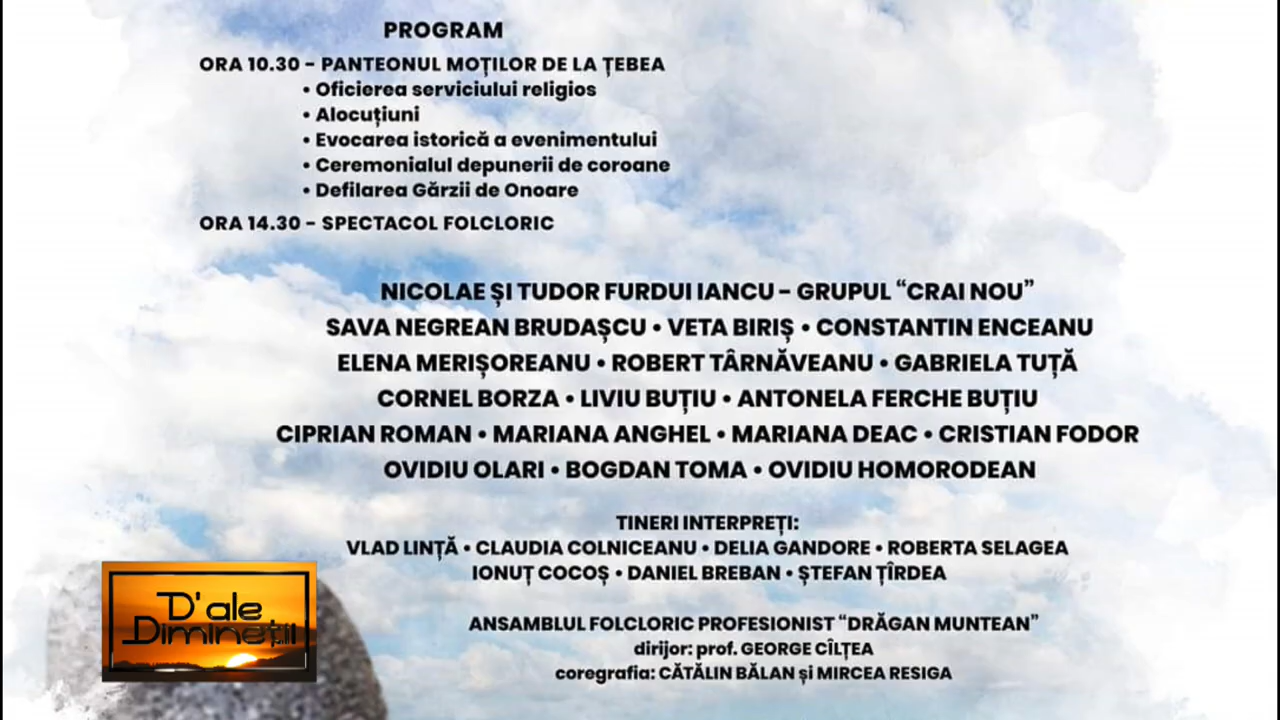 PROGRAM
ORA 10.30 - PANTEONUL MOȚILOR DE LA ȚEBEA
• Oficierea serviciului religios
• Alocuțiuni
• Evocarea istorică a evenimentului
• Ceremonialul depunerii de coroane
• Defilarea Gărzii de Onoare
ORA 14.30 - SPECTACOL FOLCLORIC
NICOLAE ȘI TUDOR FURDUI IANCU - GRUPUL “CRAI NOU”
SAVA NEGREAN BRUDAȘCU • VETA BIRIȘ • CONSTANTIN ENCEANU
ELENA MERIȘOREANU • ROBERT TÂRNĂVEANU • GABRIELA TUȚĂ
CORNEL BORZA • LIVIU BUȚIU • ANTONELA FERCHE BUȚIU
CIPRIAN ROMAN • MARIANA ANGHEL • MARIANA DEAC • CRISTIAN FODOR
OVIDIU OLARI • BOGDAN TOMA • OVIDIU HOMORODEAN
TINERI INTERPREȚI:
VLAD LINȚĂ • CLAUDIA COLNICEANU • DELIA GANDORE • ROBERTA SELAGEA
IONUȚ COCOȘ • DANIEL BREBAN • ȘTEFAN ȚÎRDEA
ANSAMBLUL FOLCLORIC PROFESIONIST “DRĂGAN MUNTEAN”
dirijor: prof. GEORGE CÎLȚEA
coregrafia: CĂTĂLIN BĂLAN și MIRCEA RESIGA
D'ale
Dimineții